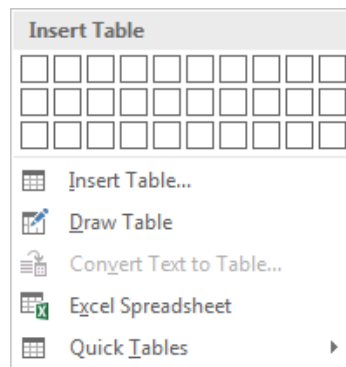 Insert Table
Insert Table...
Draw Table
Convert Text to Table...
Excel Spreadsheet
Quick Tables